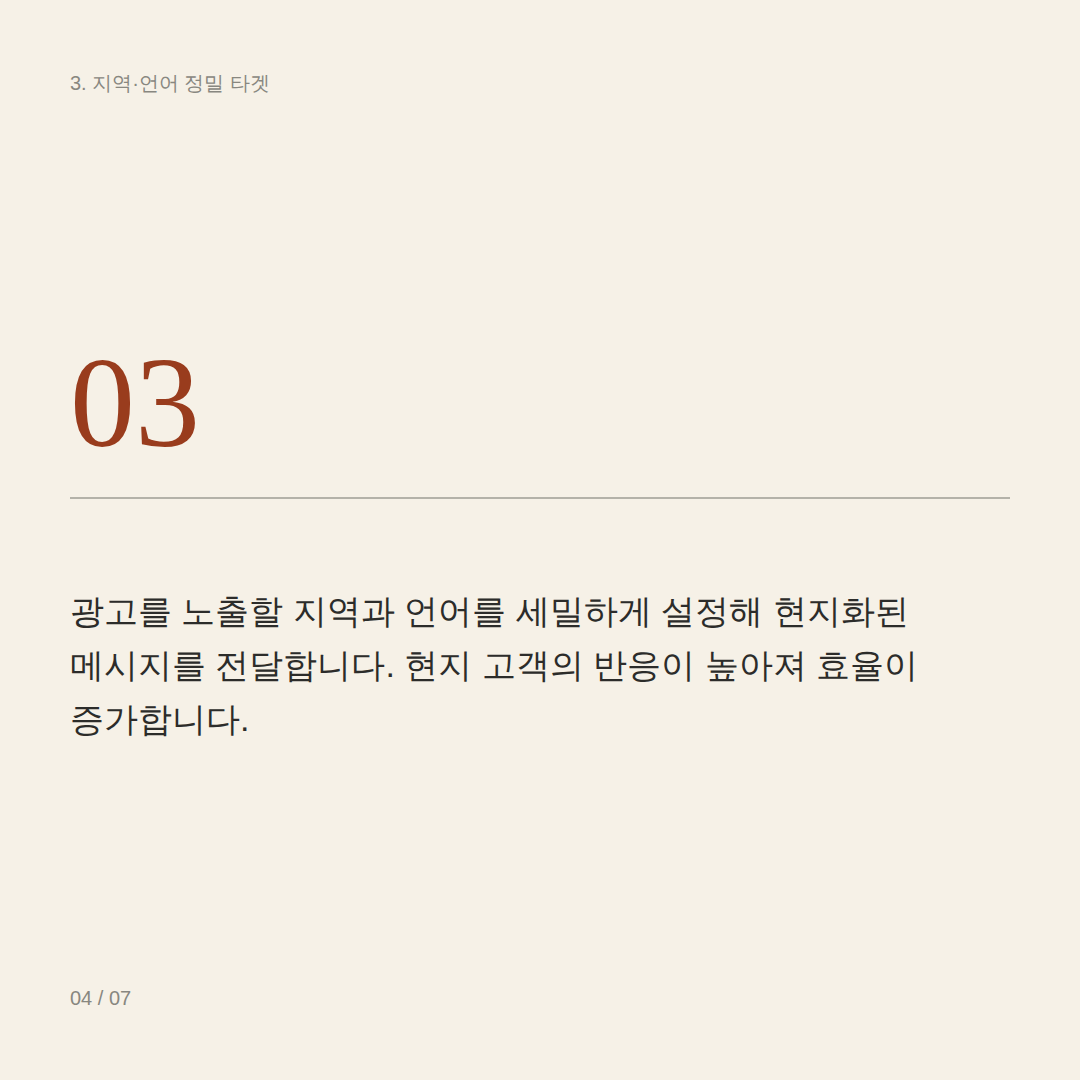 3. 지역·언어 정밀 타겟
03
광고를 노출할 지역과 언어를 세밀하게 설정해 현지화된
메시지를 전달합니다. 현지 고객의 반응이 높아져 효율이
증가합니다.
04 / 07